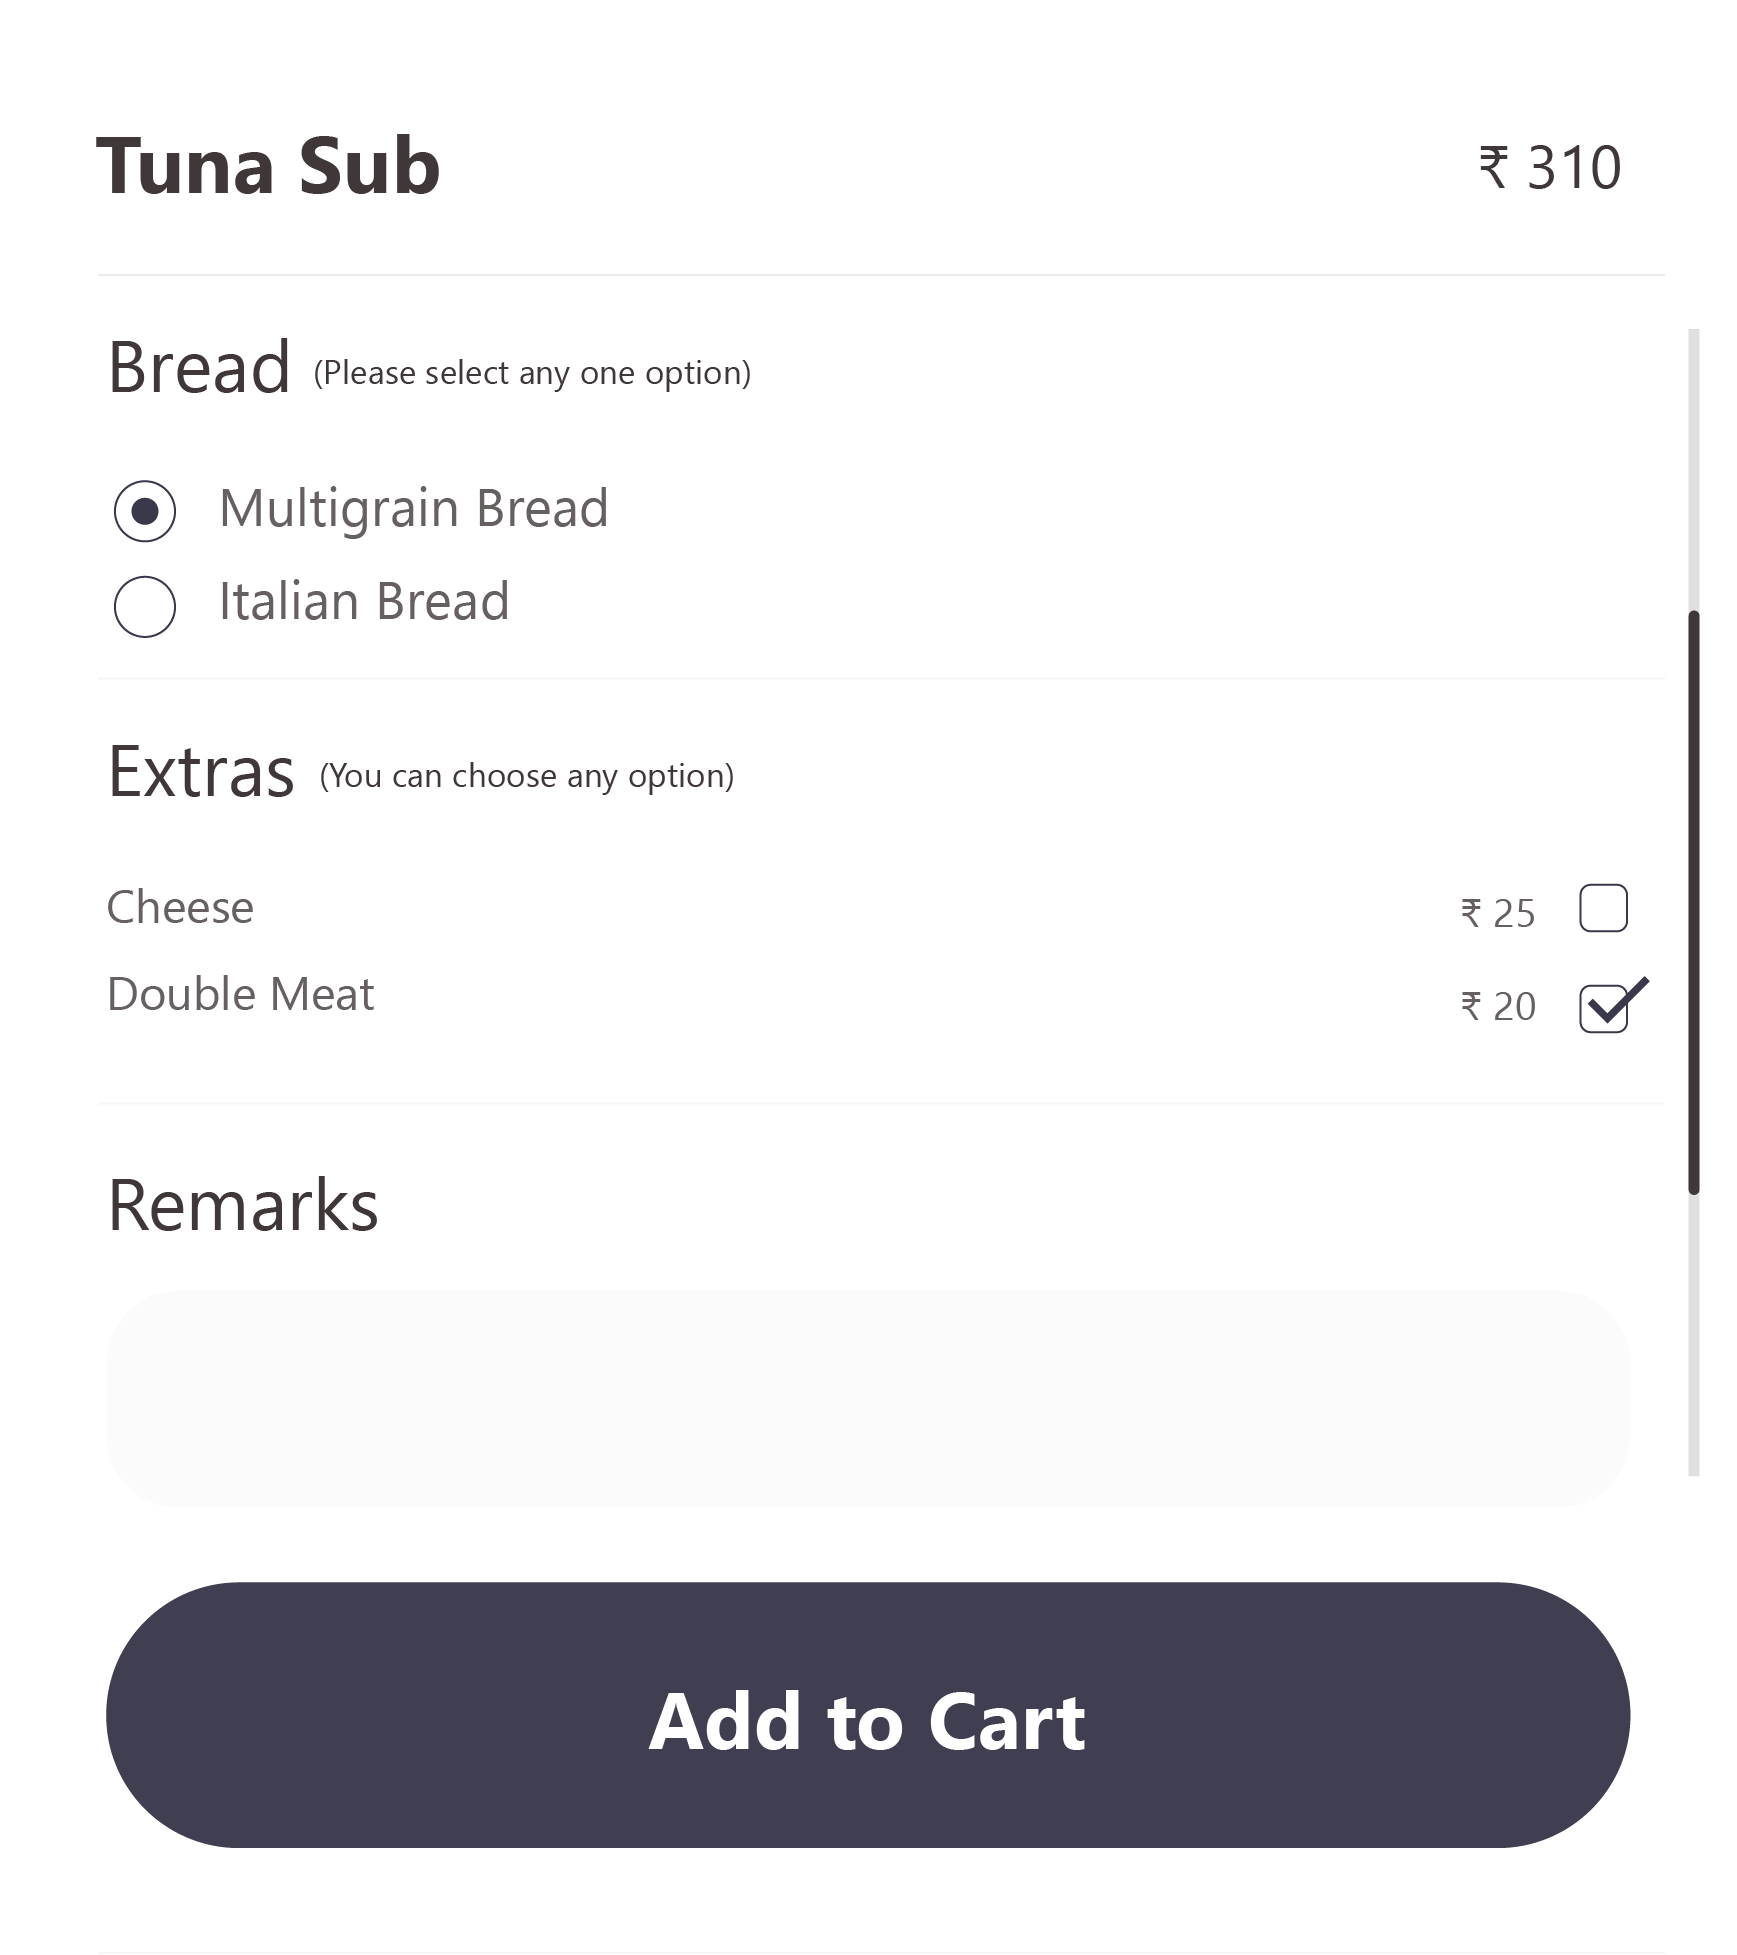 Tuna Sub ₹ 310
Bread (Please select any one option)
Multigrain Bread
Italian Bread
Extras (You can choose any option)
Cheese ₹ 25
Double Meat ₹ 20
Remarks
Add to Cart